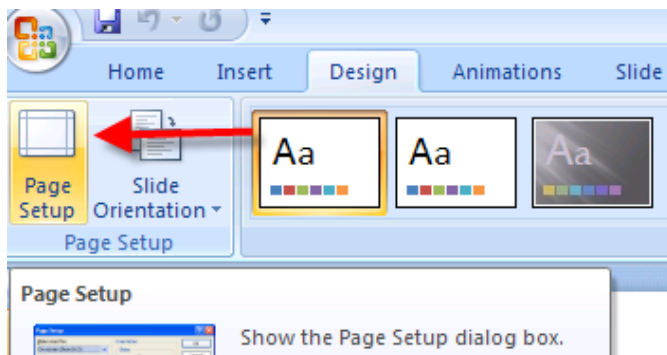 Home Insert Design Animations Slide
Aa Aa Aa
Page Setup
Slide Orientation
Page Setup
Page Setup
Show the Page Setup dialog box.